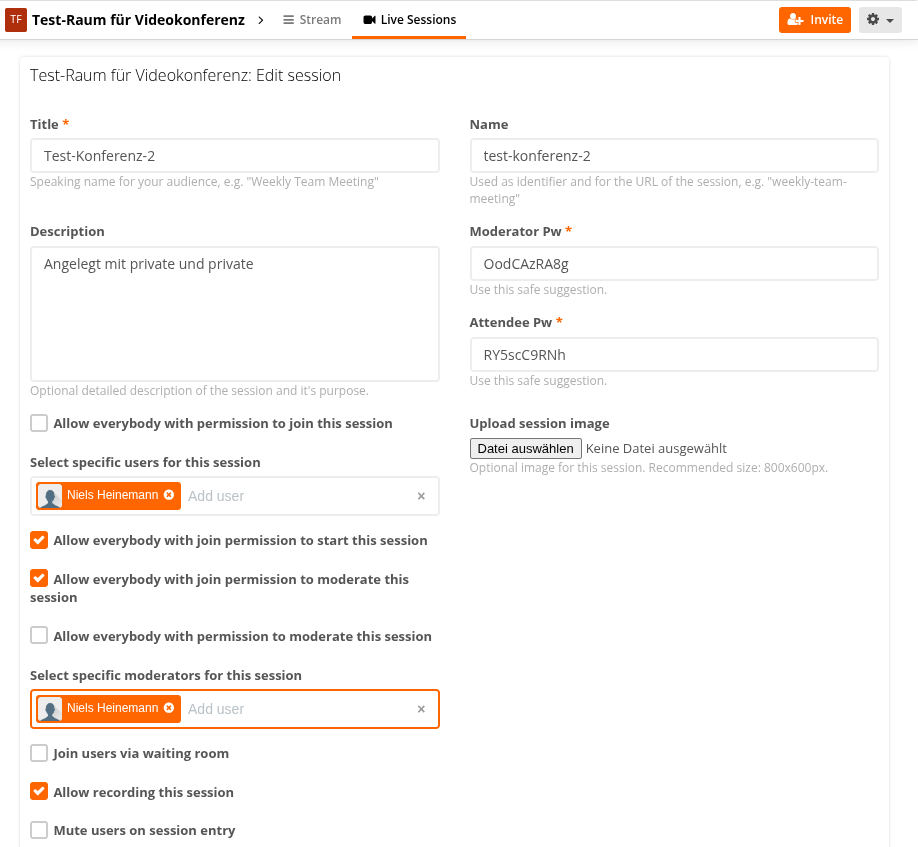 TF Test-Raum für Videokonferenz Stream Live Sessions Invite
Test-Raum für Videokonferenz: Edit session
Title *
Test-Konferenz-2
Speaking name for your audience, e.g. "Weekly Team Meeting"
Name
test-konferenz-2
Used as identifier and for the URL of the session, e.g. "weekly-team-
meeting"
Description
Angelegt mit private und private
Optional detailed description of the session and it's purpose.
Moderator Pw *
OodCAzRA8g
Use this safe suggestion.
Attendee Pw *
RY5scC9RNh
Use this safe suggestion.
Allow everybody with permission to join this session
Upload session image
Datei auswählen Keine Datei ausgewählt
Optional image for this session. Recommended size: 800x600px.
Select specific users for this session
Niels Heinemann Add user ×
Allow everybody with join permission to start this session
Allow everybody with join permission to moderate this
session
Allow everybody with permission to moderate this session
Select specific moderators for this session
Niels Heinemann Add user ×
Join users via waiting room
Allow recording this session
Mute users on session entry